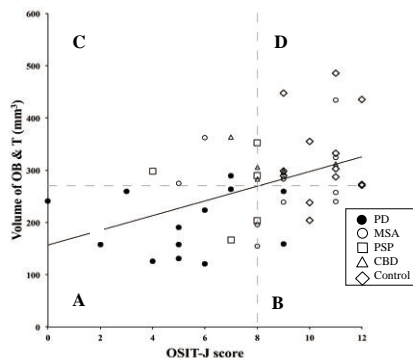 600
C
D
500
400
300
200
100
0
Volume of OB & T (mm³)
A
B
PD
MSA
PSP
CBD
Control
0
2
4
6
8
10
12
OSIT-J score